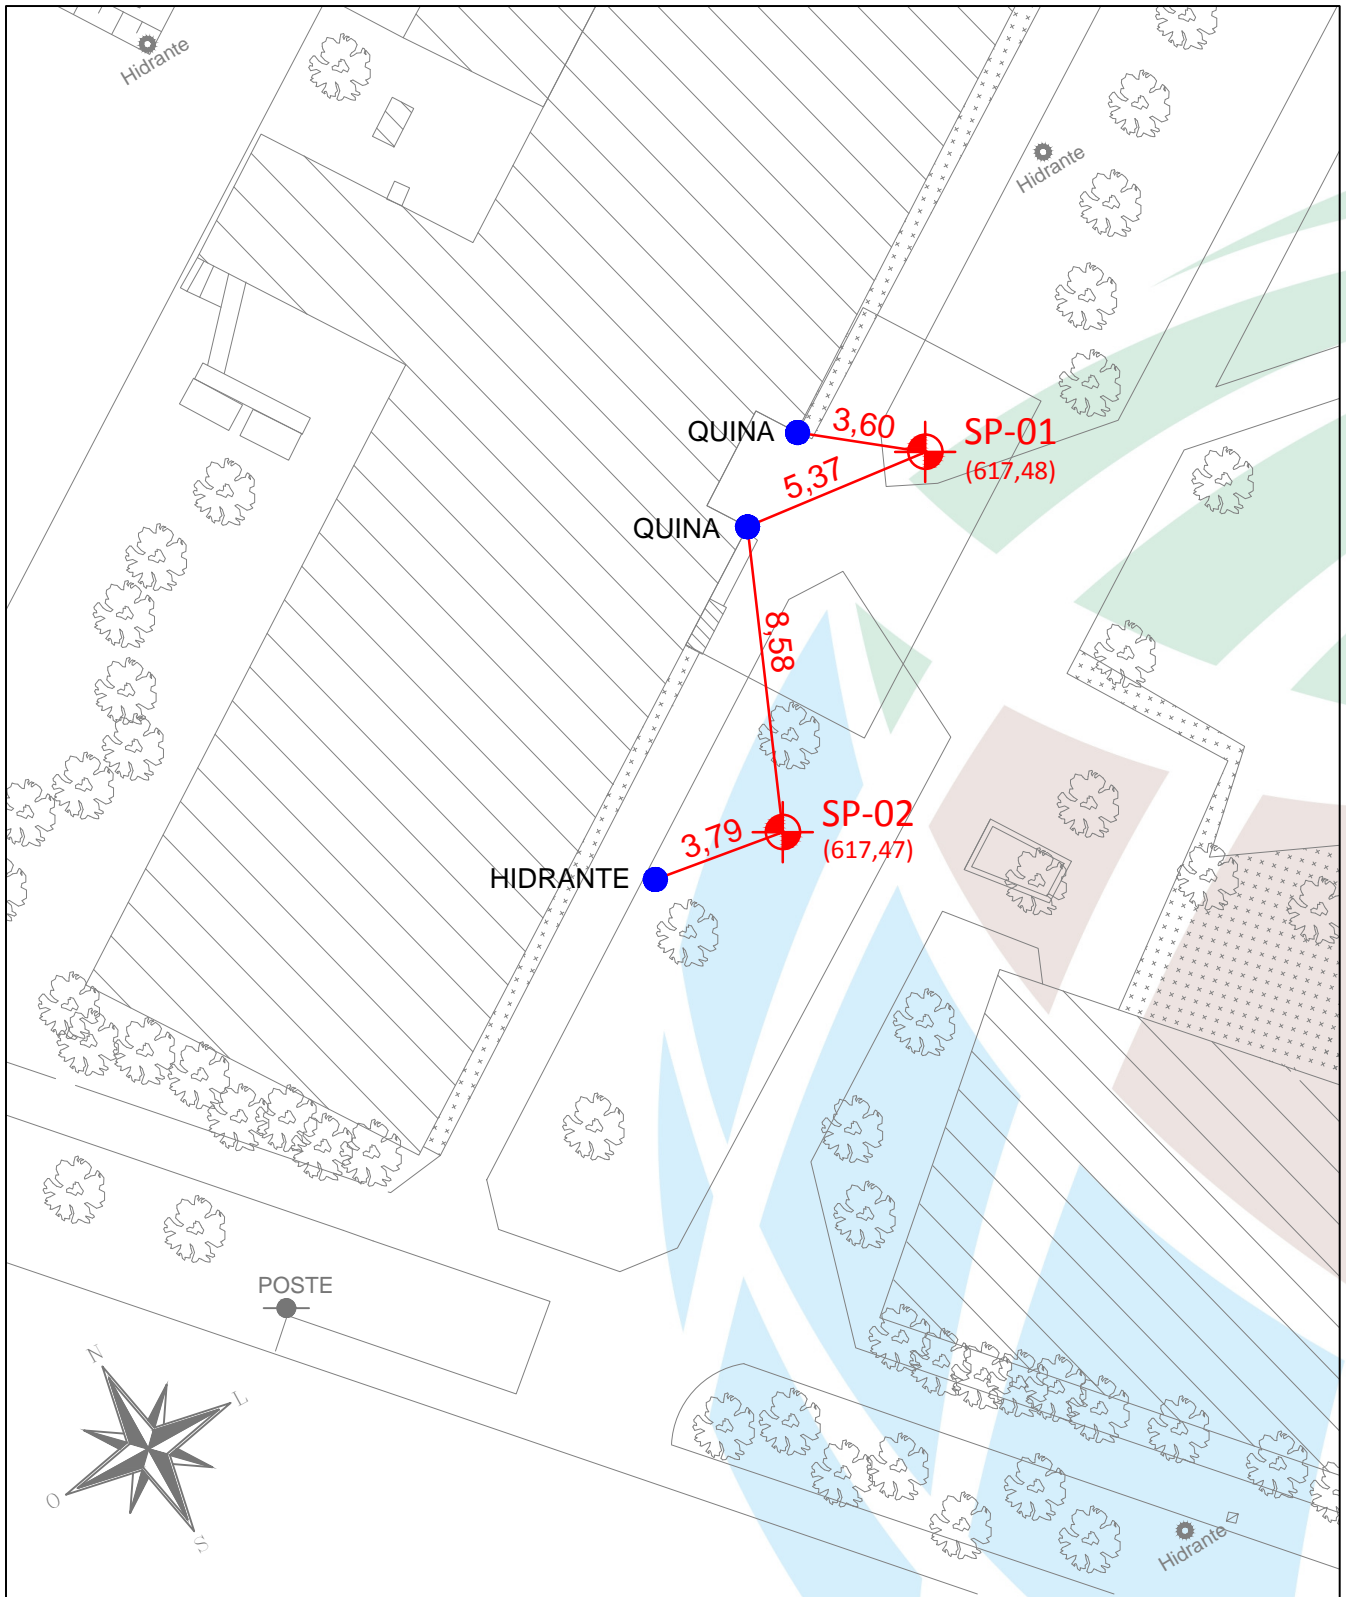 Hidrante
Hidrante
QUINA
3,60
SP-01
(617,48)
5,37
QUINA
8,58
SP-02
(617,47)
3,79
HIDRANTE
POSTE
N
L
O
S
Hidrante